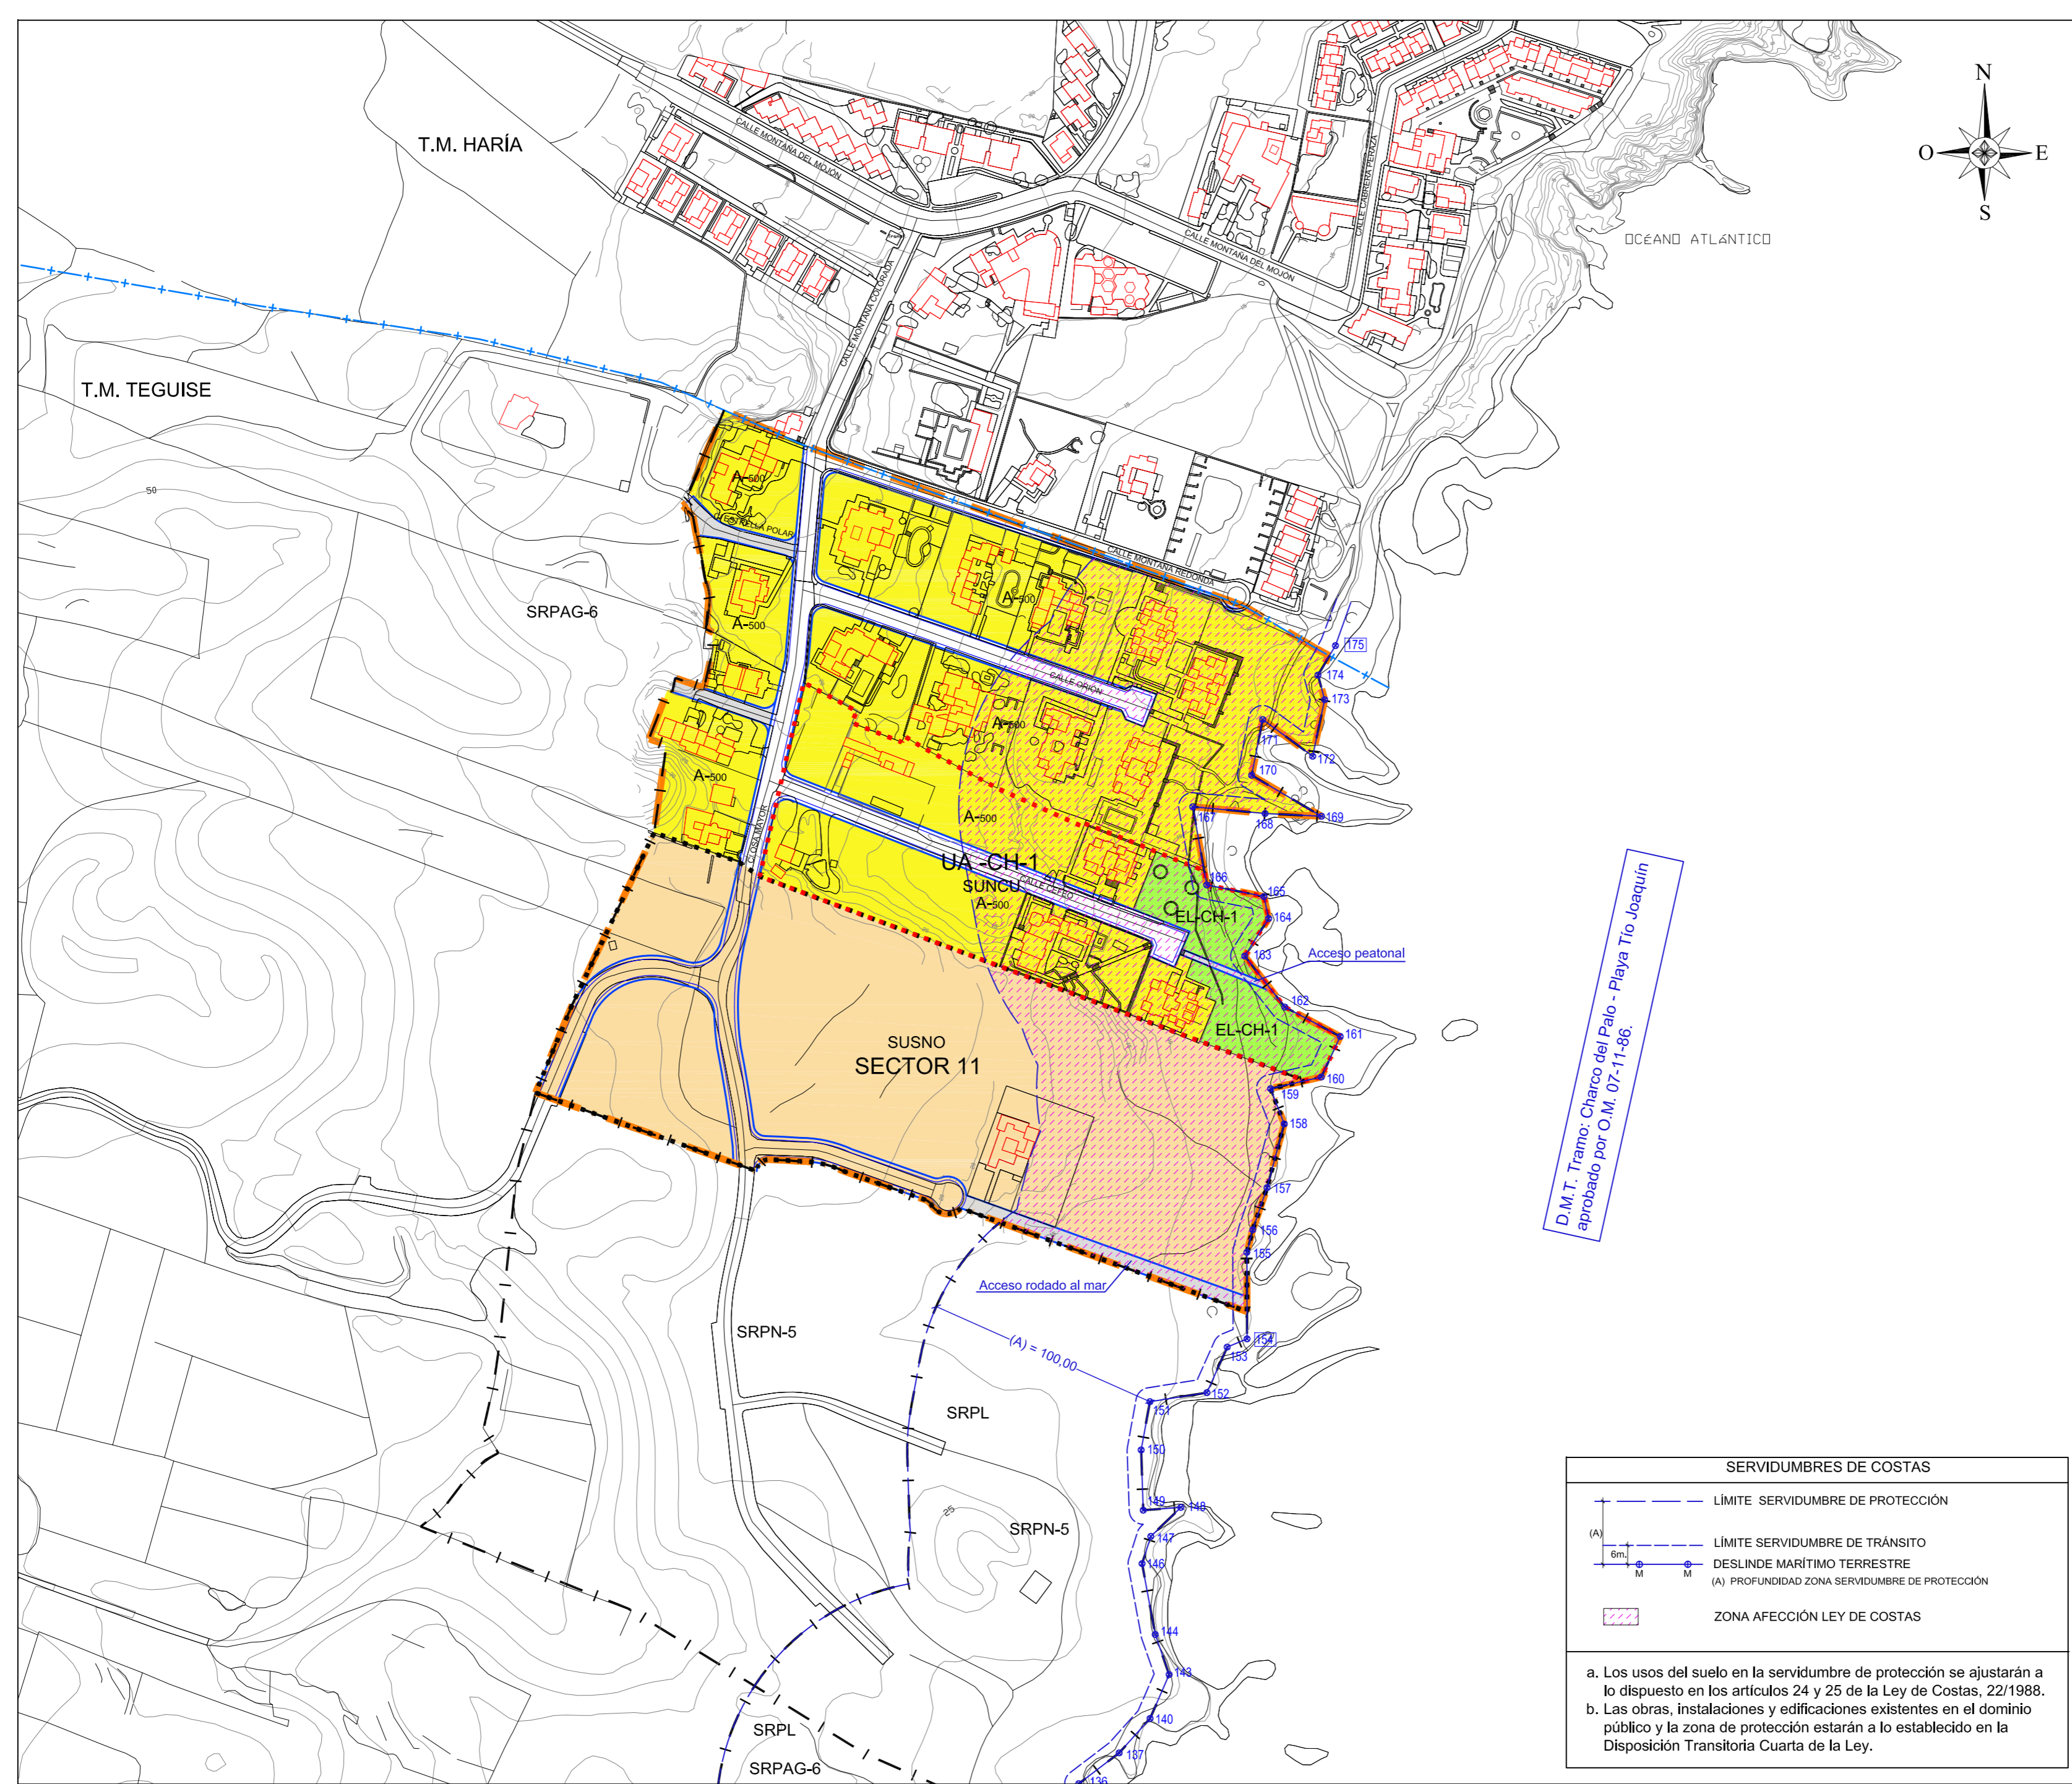 N
O
E
S
T.M. HARÍA
T.M. TEGUISE
OCÉANO ATLÁNTICO
CALLE MONTAÑA DEL MOJÓN
CALLE MONTAÑA DEL MOJÓN
CALLE CABRERA PERAZA
CALLE MONTAÑA COLORADA
CALLE MONTAÑA REDONDA
50
A-500
ESTRELLA POLAR
A-500
A-500
SRPAG-6
CALLE ORIÓN
A-500
A-500
A-500
CLOSA MAYOR
UA -CH-1
SUNCU
A-500
CALLE CEFEO
EL-CH-1
EL-CH-1
Acceso peatonal
175
174
173
172
171
170
169
168
167
166
165
164
163
162
161
160
159
158
157
156
155
154
153
152
151
150
149
148
147
146
144
143
140
137
136
SUSNO
SECTOR 11
Acceso rodado al mar
(A) = 100,00
SRPN-5
SRPL
25
SRPN-5
SRPL
SRPAG-6
D.M.T. Tramo: Charco del Palo - Playa Tío Joaquín
aprobado por O.M. 07-11-86.
SERVIDUMBRES DE COSTAS
LÍMITE SERVIDUMBRE DE PROTECCIÓN
(A)
LÍMITE SERVIDUMBRE DE TRÁNSITO
6m.
DESLINDE MARÍTIMO TERRESTRE
M M
(A) PROFUNDIDAD ZONA SERVIDUMBRE DE PROTECCIÓN
ZONA AFECCIÓN LEY DE COSTAS
a. Los usos del suelo en la servidumbre de protección se ajustarán a
lo dispuesto en los artículos 24 y 25 de la Ley de Costas, 22/1988.
b. Las obras, instalaciones y edificaciones existentes en el dominio
público y la zona de protección estarán a lo establecido en la
Disposición Transitoria Cuarta de la Ley.